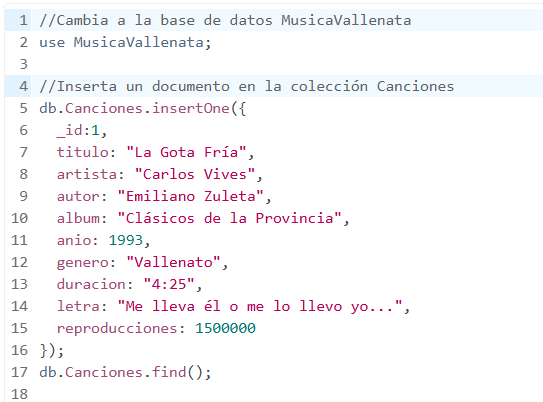 1 //Cambia a la base de datos MusicaVallenata
2 use MusicaVallenata;
3
4 //Inserta un documento en la colección Canciones
5 db.Canciones.insertOne({
6   _id:1,
7   titulo: "La Gota Fría",
8   artista: "Carlos Vives",
9   autor: "Emiliano Zuleta",
10   album: "Clásicos de la Provincia",
11   anio: 1993,
12   genero: "Vallenato",
13   duracion: "4:25",
14   letra: "Me lleva él o me lo llevo yo...",
15   reproducciones: 1500000
16 });
17 db.Canciones.find();
18